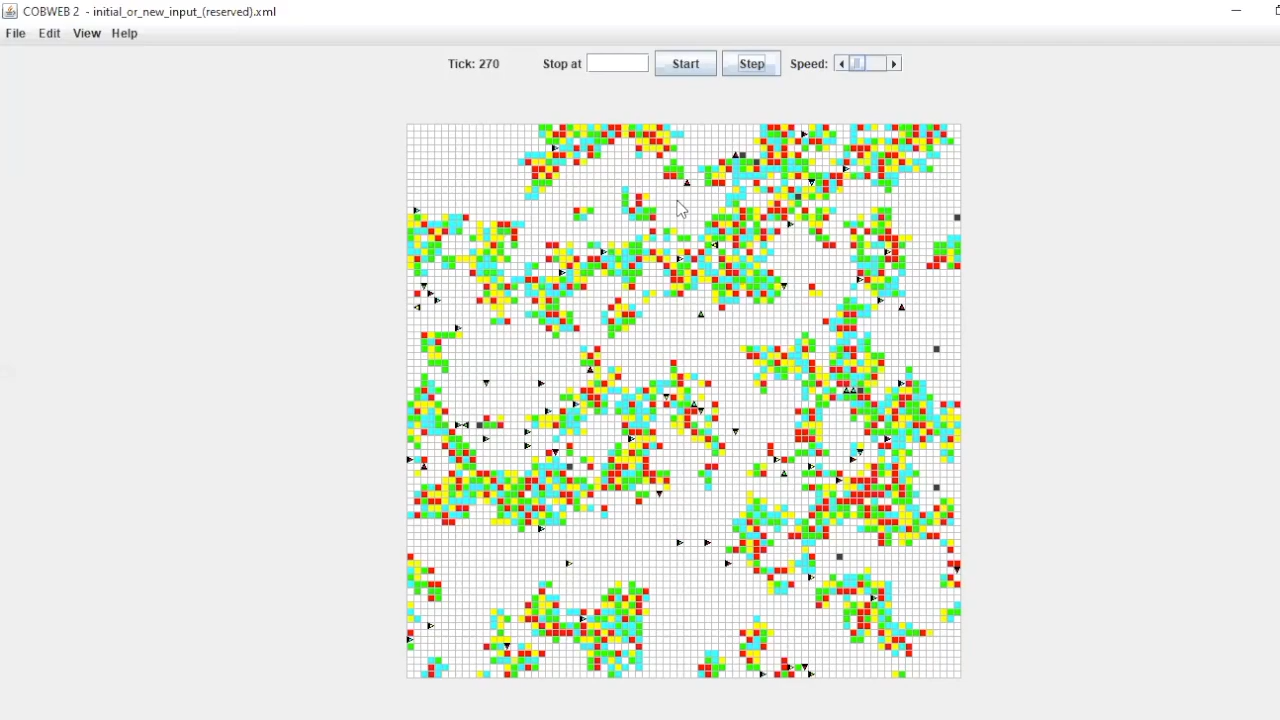 COBWEB 2 - initial_or_new_input_(reserved).xml
File Edit View Help
Tick: 270 Stop at Start Step Speed: